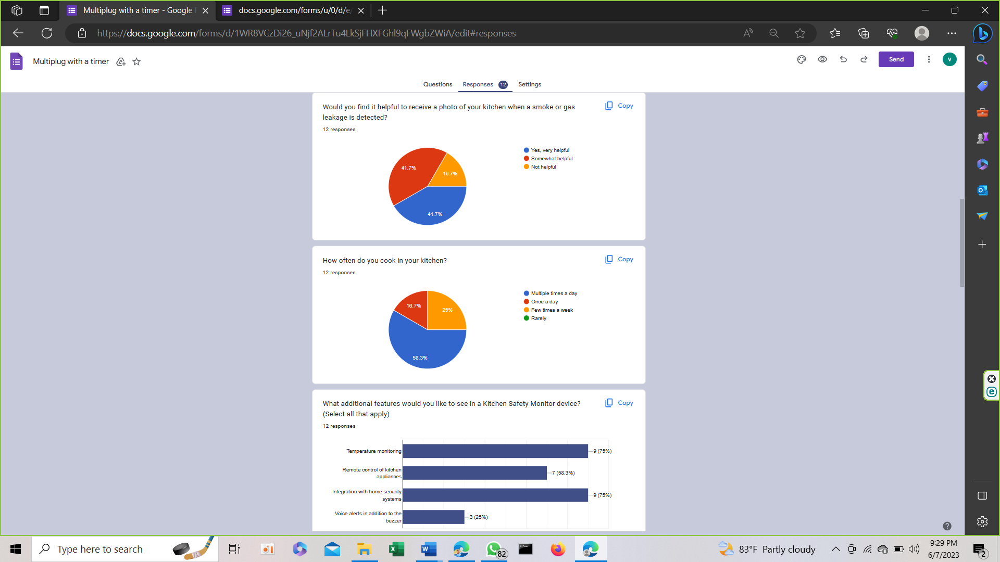 Multiplug with a timer - Google F
docs.google.com/forms/u/0/d/e/
https://docs.google.com/forms/d/1WR8VCzDi26_uNjf2ALrTu4LkSjFHXFGhl9qFWgbZWiA/edit#responses
Multiplug with a timer
Send
V
Questions
Responses 12
Settings
Would you find it helpful to receive a photo of your kitchen when a smoke or gas
leakage is detected?
Copy
12 responses
Yes, very helpful
Somewhat helpful
Not helpful
41.7%
16.7%
41.7%
How often do you cook in your kitchen?
Copy
12 responses
Multiple times a day
Once a day
Few times a week
Rarely
16.7%
25%
58.3%
What additional features would you like to see in a Kitchen Safety Monitor device?
(Select all that apply)
Copy
12 responses
Temperature monitoring
9 (75%)
Remote control of kitchen
appliances
7 (58.3%)
Integration with home security
systems
9 (75%)
Voice alerts in addition to the
buzzer
3 (25%)
Type here to search
82
83°F Partly cloudy
9:29 PM
6/7/2023
2